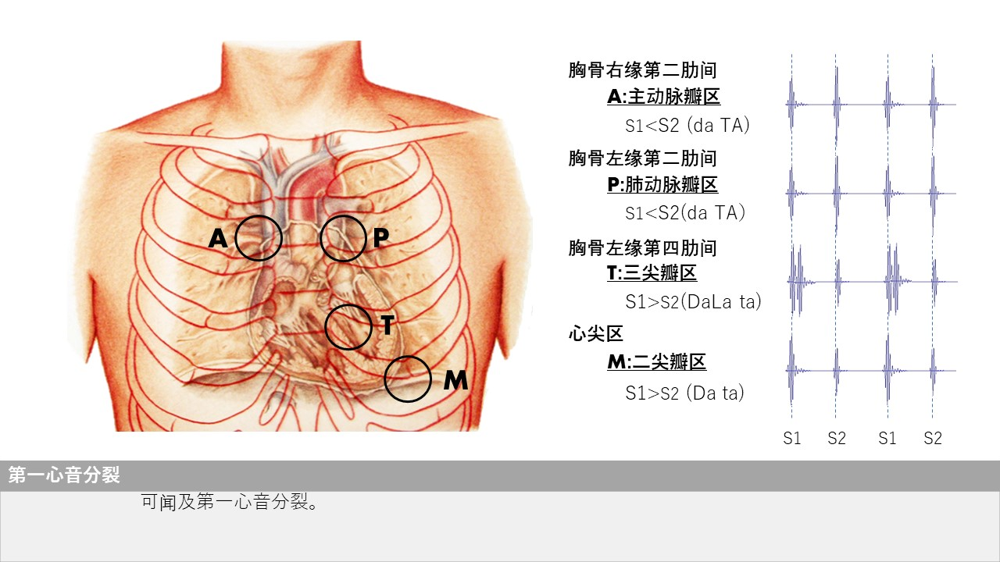 胸骨右缘第二肋间
A:主动脉瓣区
S1<S2 (da TA)
胸骨左缘第二肋间
P:肺动脉瓣区
S1<S2(da TA)
胸骨左缘第四肋间
T:三尖瓣区
S1>S2(DaLa ta)
心尖区
M:二尖瓣区
S1>S2 (Da ta)
A
P
T
M
S1 S2 S1 S2
第一心音分裂
可闻及第一心音分裂。